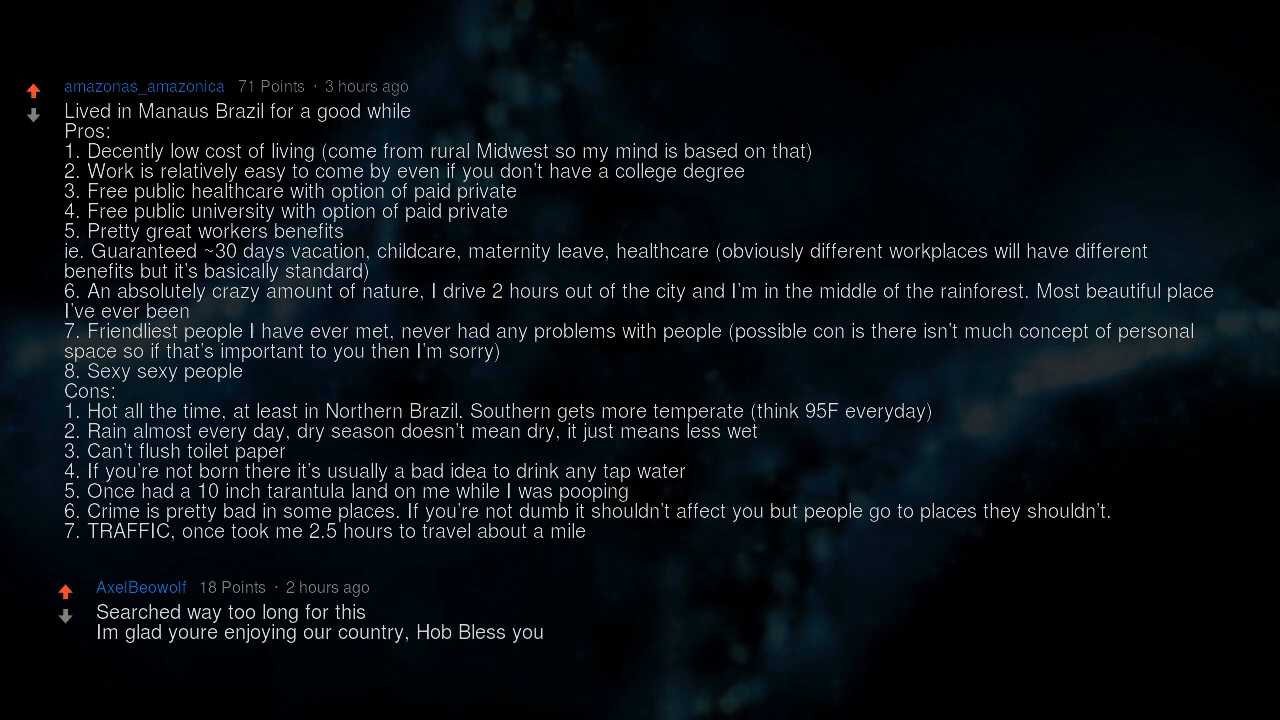 amazonas_amazonica 71 Points · 3 hours ago
Lived in Manaus Brazil for a good while
Pros:
1. Decently low cost of living (come from rural Midwest so my mind is based on that)
2. Work is relatively easy to come by even if you don't have a college degree
3. Free public healthcare with option of paid private
4. Free public university with option of paid private
5. Pretty great workers benefits
ie. Guaranteed ~30 days vacation, childcare, maternity leave, healthcare (obviously different workplaces will have different
benefits but it's basically standard)
6. An absolutely crazy amount of nature, I drive 2 hours out of the city and I'm in the middle of the rainforest. Most beautiful place
I've ever been
7. Friendliest people I have ever met, never had any problems with people (possible con is there isn't much concept of personal
space so if that's important to you then I'm sorry)
8. Sexy sexy people
Cons:
1. Hot all the time, at least in Northern Brazil. Southern gets more temperate (think 95F everyday)
2. Rain almost every day, dry season doesn't mean dry, it just means less wet
3. Can't flush toilet paper
4. If you're not born there it's usually a bad idea to drink any tap water
5. Once had a 10 inch tarantula land on me while I was pooping
6. Crime is pretty bad in some places. If you're not dumb it shouldn't affect you but people go to places they shouldn't.
7. TRAFFIC, once took me 2.5 hours to travel about a mile
AxelBeowolf 18 Points · 2 hours ago
Searched way too long for this
Im glad youre enjoying our country, Hob Bless you